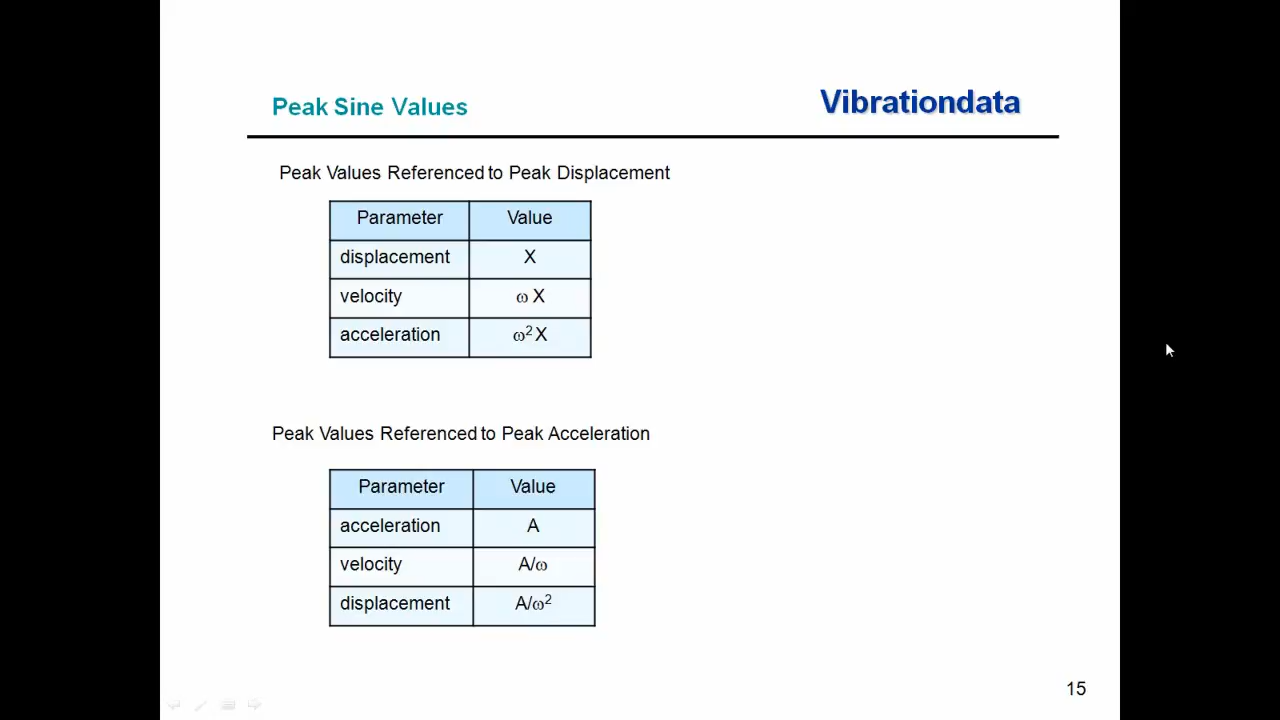 Peak Sine Values
Vibrationdata
Peak Values Referenced to Peak Displacement
Parameter Value
displacement X
velocity ω X
acceleration ω² X
Peak Values Referenced to Peak Acceleration
Parameter Value
acceleration A
velocity A/ω
displacement A/ω²
15